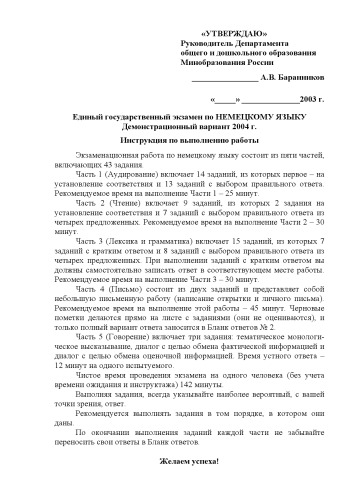 «УТВЕРЖДАЮ»
Руководитель Департамента
общего и дошкольного образования
Минобразования России
_________________ А.В. Баранников
«_____» ______________2003 г.
Единый государственный экзамен по НЕМЕЦКОМУ ЯЗЫКУ
Демонстрационный вариант 2004 г.
Инструкция по выполнению работы
Экзаменационная работа по немецкому языку состоит из пяти частей,
включающих 43 задания.
Часть 1 (Аудирование) включает 14 заданий, из которых первое – на
установление соответствия и 13 заданий с выбором правильного ответа.
Рекомендуемое время на выполнение Части 1 – 25 минут.
Часть 2 (Чтение) включает 9 заданий, из которых 2 задания на
установление соответствия и 7 заданий с выбором правильного ответа из
четырех предложенных. Рекомендуемое время на выполнение Части 2 – 30
минут.
Часть 3 (Лексика и грамматика) включает 15 заданий, из которых 7
заданий с кратким ответом и 8 заданий с выбором правильного ответа из
четырех предложенных. При выполнении заданий с кратким ответом вы
должны самостоятельно записать ответ в соответствующем месте работы.
Рекомендуемое время на выполнение Части 3 – 30 минут.
Часть 4 (Письмо) состоит из двух заданий и представляет собой
небольшую письменную работу (написание открытки и личного письма).
Рекомендуемое время на выполнение этой работы – 45 минут. Черновые
пометки делаются прямо на листе с заданиями (они не оцениваются), и
только полный вариант ответа заносится в Бланк ответов № 2.
Часть 5 (Говорение) включает три задания: тематическое монологи-
ческое высказывание, диалог с целью обмена фактической информацией и
диалог с целью обмена оценочной информацией. Время устного ответа –
12 минут на одного испытуемого.
Чистое время проведения экзамена на одного человека (без учета
времени ожидания и инструктажа) 142 минуты.
Выполняя задания, всегда указывайте наиболее вероятный, с вашей
точки зрения, ответ.
Рекомендуется выполнять задания в том порядке, в котором они
даны.
По окончании выполнения заданий каждой части не забывайте
переносить свои ответы в Бланк ответов.
Желаем успеха!